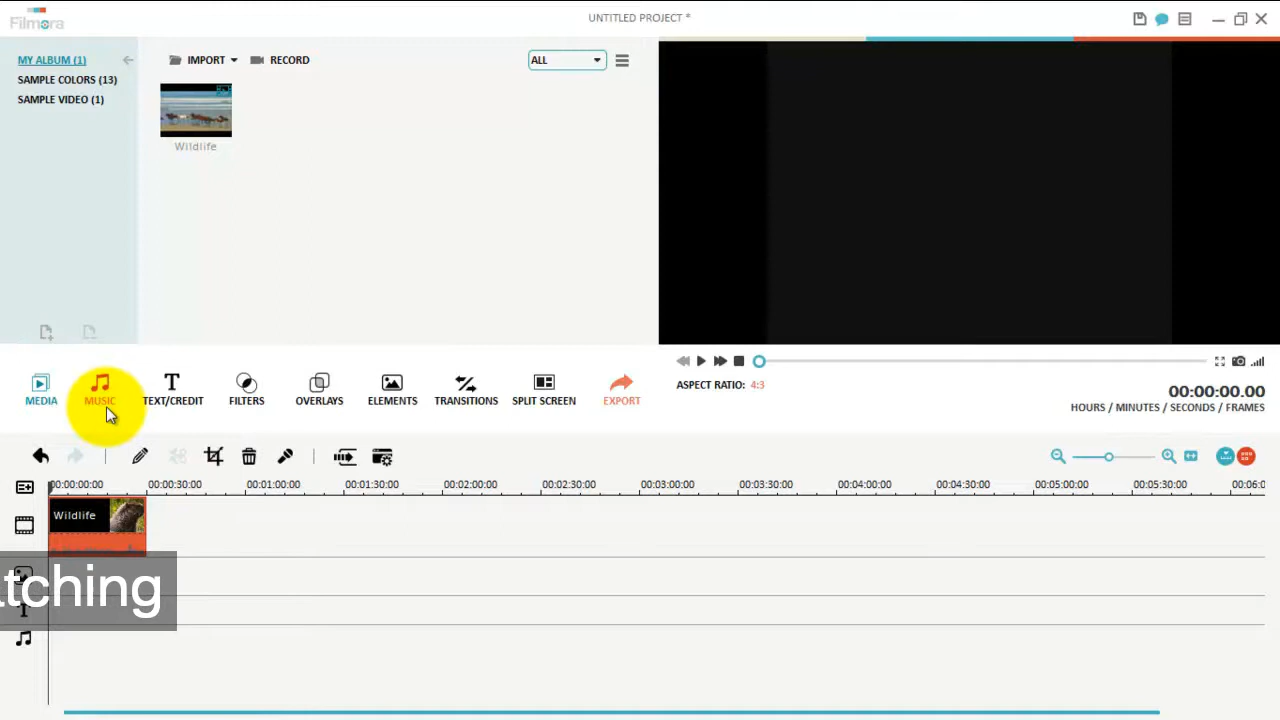 Filmora
UNTITLED PROJECT *
MY ALBUM (1)
SAMPLE COLORS (13)
SAMPLE VIDEO (1)
IMPORT
RECORD
ALL
Wildlife
MEDIA
MUSIC
TEXT/CREDIT
FILTERS
OVERLAYS
ELEMENTS
TRANSITIONS
SPLIT SCREEN
EXPORT
ASPECT RATIO: 4:3
00:00:00.00
HOURS / MINUTES / SECONDS / FRAMES
00:00:00:00 00:00:30:00 00:01:00:00 00:01:30:00 00:02:00:00 00:02:30:00 00:03:00:00 00:03:30:00 00:04:00:00 00:04:30:00 00:05:00:00 00:05:30:00 00:06:0
Wildlife
tching